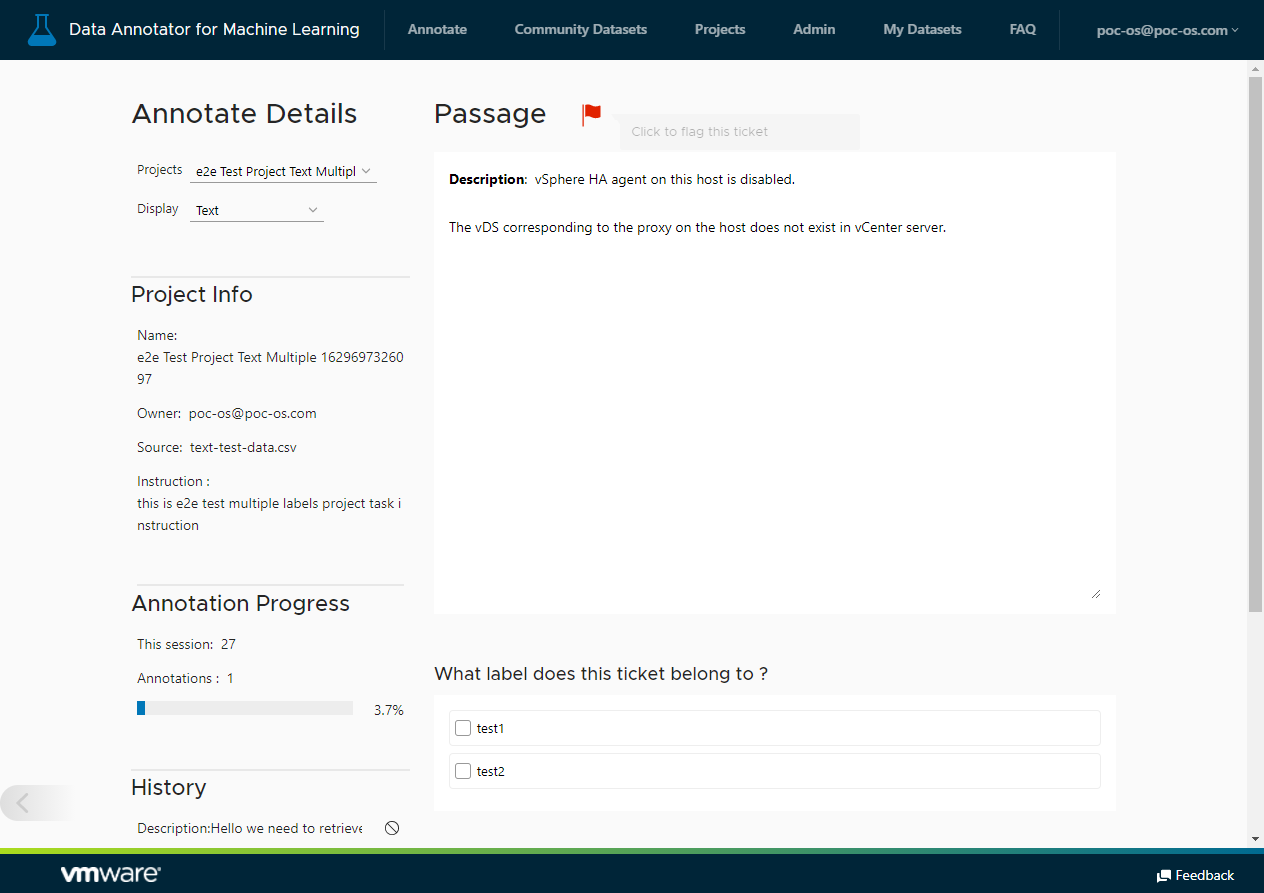 Data Annotator for Machine Learning
Annotate
Community Datasets
Projects
Admin
My Datasets
FAQ
poc-os@poc-os.com
Annotate Details
Projects
e2e Test Project Text Multipl
Display
Text
Project Info
Name:
e2e Test Project Text Multiple 16296973260
97
Owner: poc-os@poc-os.com
Source: text-test-data.csv
Instruction :
this is e2e test multiple labels project task i
nstruction
Annotation Progress
This session: 27
Annotations : 1
3.7%
History
Description:Hello we need to retrieve
Passage
Click to flag this ticket
Description: vSphere HA agent on this host is disabled.
The vDS corresponding to the proxy on the host does not exist in vCenter server.
What label does this ticket belong to ?
test1
test2
vmware
Feedback